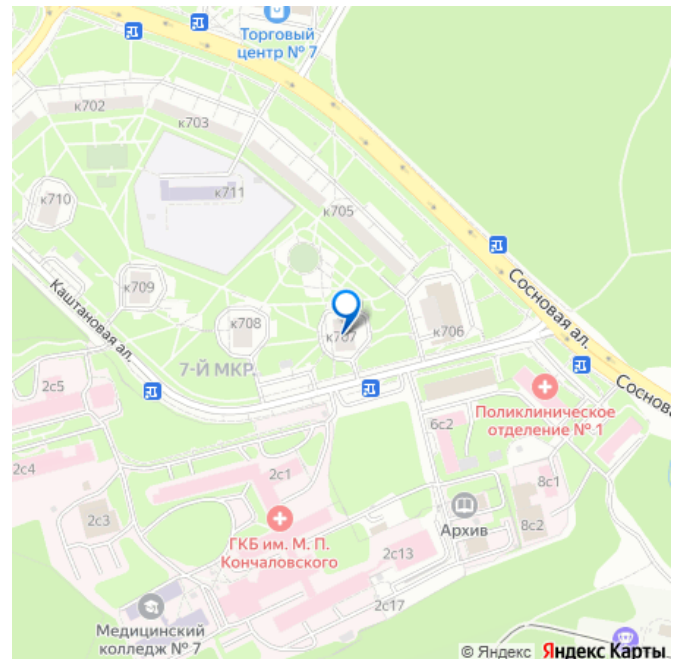 Торговый
центр № 7
к702
к703
к711
к710
к705
к709
Каштановая ал.
к708
к707
к706
Сосновая ал.
7-Й МКР.
2с5
Поликлиническое
отделение № 1
Соснова
6с2
2с4
2с1
8с1
2с3
Архив
8с2
ГКБ им. М. П.
Кончаловского
2с13
2с17
Медицинский
колледж № 7
© Яндекс Яндекс Карты